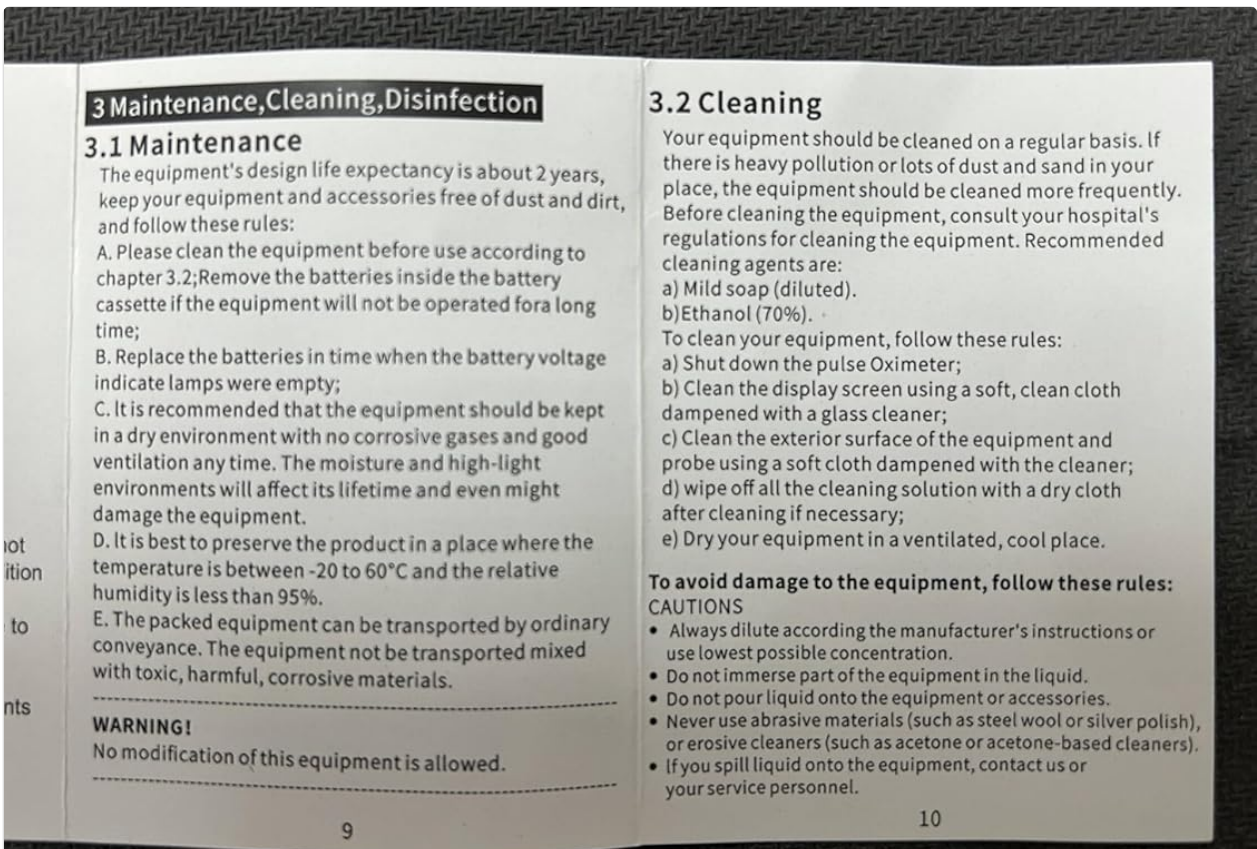 not
ition
to
nts
3 Maintenance,Cleaning,Disinfection
3.1 Maintenance
The equipment's design life expectancy is about 2 years,
keep your equipment and accessories free of dust and dirt,
and follow these rules:
A. Please clean the equipment before use according to
chapter 3.2;Remove the batteries inside the battery
cassette if the equipment will not be operated fora long
time;
B. Replace the batteries in time when the battery voltage
indicate lamps were empty;
C. It is recommended that the equipment should be kept
in a dry environment with no corrosive gases and good
ventilation any time. The moisture and high-light
environments will affect its lifetime and even might
damage the equipment.
D. It is best to preserve the product in a place where the
temperature is between -20 to 60°C and the relative
humidity is less than 95%.
E. The packed equipment can be transported by ordinary
conveyance. The equipment not be transported mixed
with toxic, harmful, corrosive materials.
WARNING!
No modification of this equipment is allowed.
9
3.2 Cleaning
Your equipment should be cleaned on a regular basis. If
there is heavy pollution or lots of dust and sand in your
place, the equipment should be cleaned more frequently.
Before cleaning the equipment, consult your hospital's
regulations for cleaning the equipment. Recommended
cleaning agents are:
a) Mild soap (diluted).
b)Ethanol (70%).
To clean your equipment, follow these rules:
a) Shut down the pulse Oximeter;
b) Clean the display screen using a soft, clean cloth
dampened with a glass cleaner;
c) Clean the exterior surface of the equipment and
probe using a soft cloth dampened with the cleaner;
d) wipe off all the cleaning solution with a dry cloth
after cleaning if necessary;
e) Dry your equipment in a ventilated, cool place.
To avoid damage to the equipment, follow these rules:
CAUTIONS
• Always dilute according the manufacturer's instructions or
use lowest possible concentration.
• Do not immerse part of the equipment in the liquid.
• Do not pour liquid onto the equipment or accessories.
• Never use abrasive materials (such as steel wool or silver polish),
or erosive cleaners (such as acetone or acetone-based cleaners).
• If you spill liquid onto the equipment, contact us or
your service personnel.
10